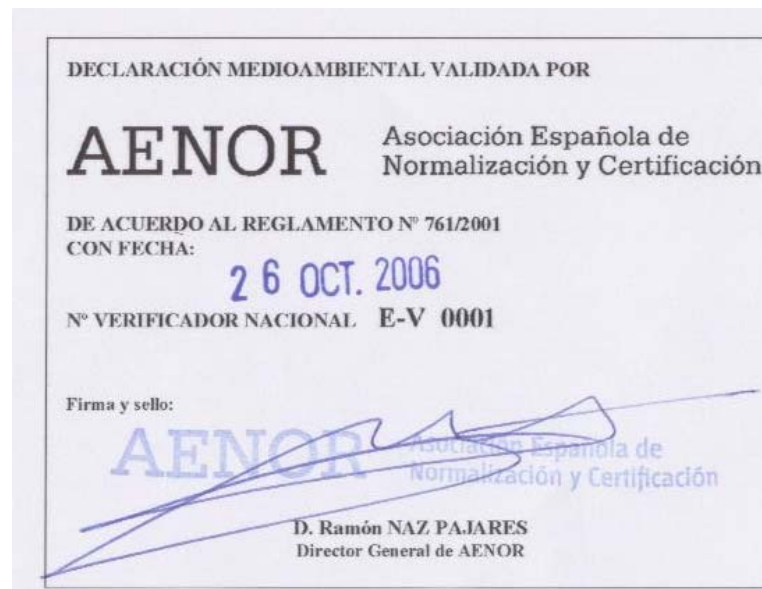 DECLARACIÓN MEDIOAMBIENTAL VALIDADA POR
AENOR
Asociación Española de
Normalización y Certificación
DE ACUERDO AL REGLAMENTO Nº 761/2001
CON FECHA:
26 OCT. 2006
Nº VERIFICADOR NACIONAL E-V 0001
Firma y sello:
AENOR
Asociación Española de
Normalización y Certificación
D. Ramón NAZ PAJARES
Director General de AENOR